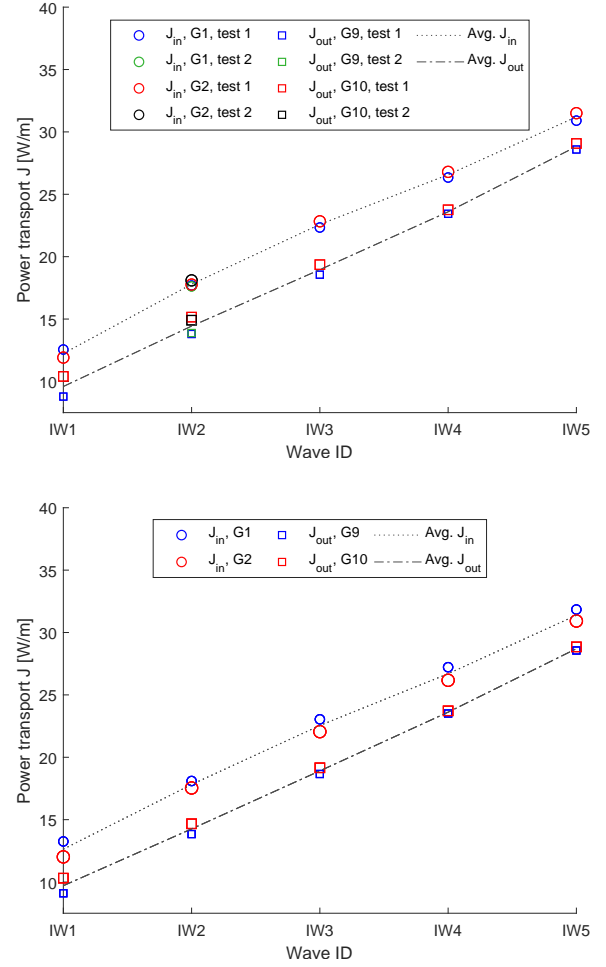 40
35
30
25
20
15
10
Power transport J [W/m]
J_in, G1, test 1
J_in, G1, test 2
J_in, G2, test 1
J_in, G2, test 2
J_out, G9, test 1
J_out, G9, test 2
J_out, G10, test 1
J_out, G10, test 2
Avg. J_in
Avg. J_out
IW1 IW2 IW3 IW4 IW5
Wave ID
40
35
30
25
20
15
10
Power transport J [W/m]
J_in, G1
J_in, G2
J_out, G9
J_out, G10
Avg. J_in
Avg. J_out
IW1 IW2 IW3 IW4 IW5
Wave ID